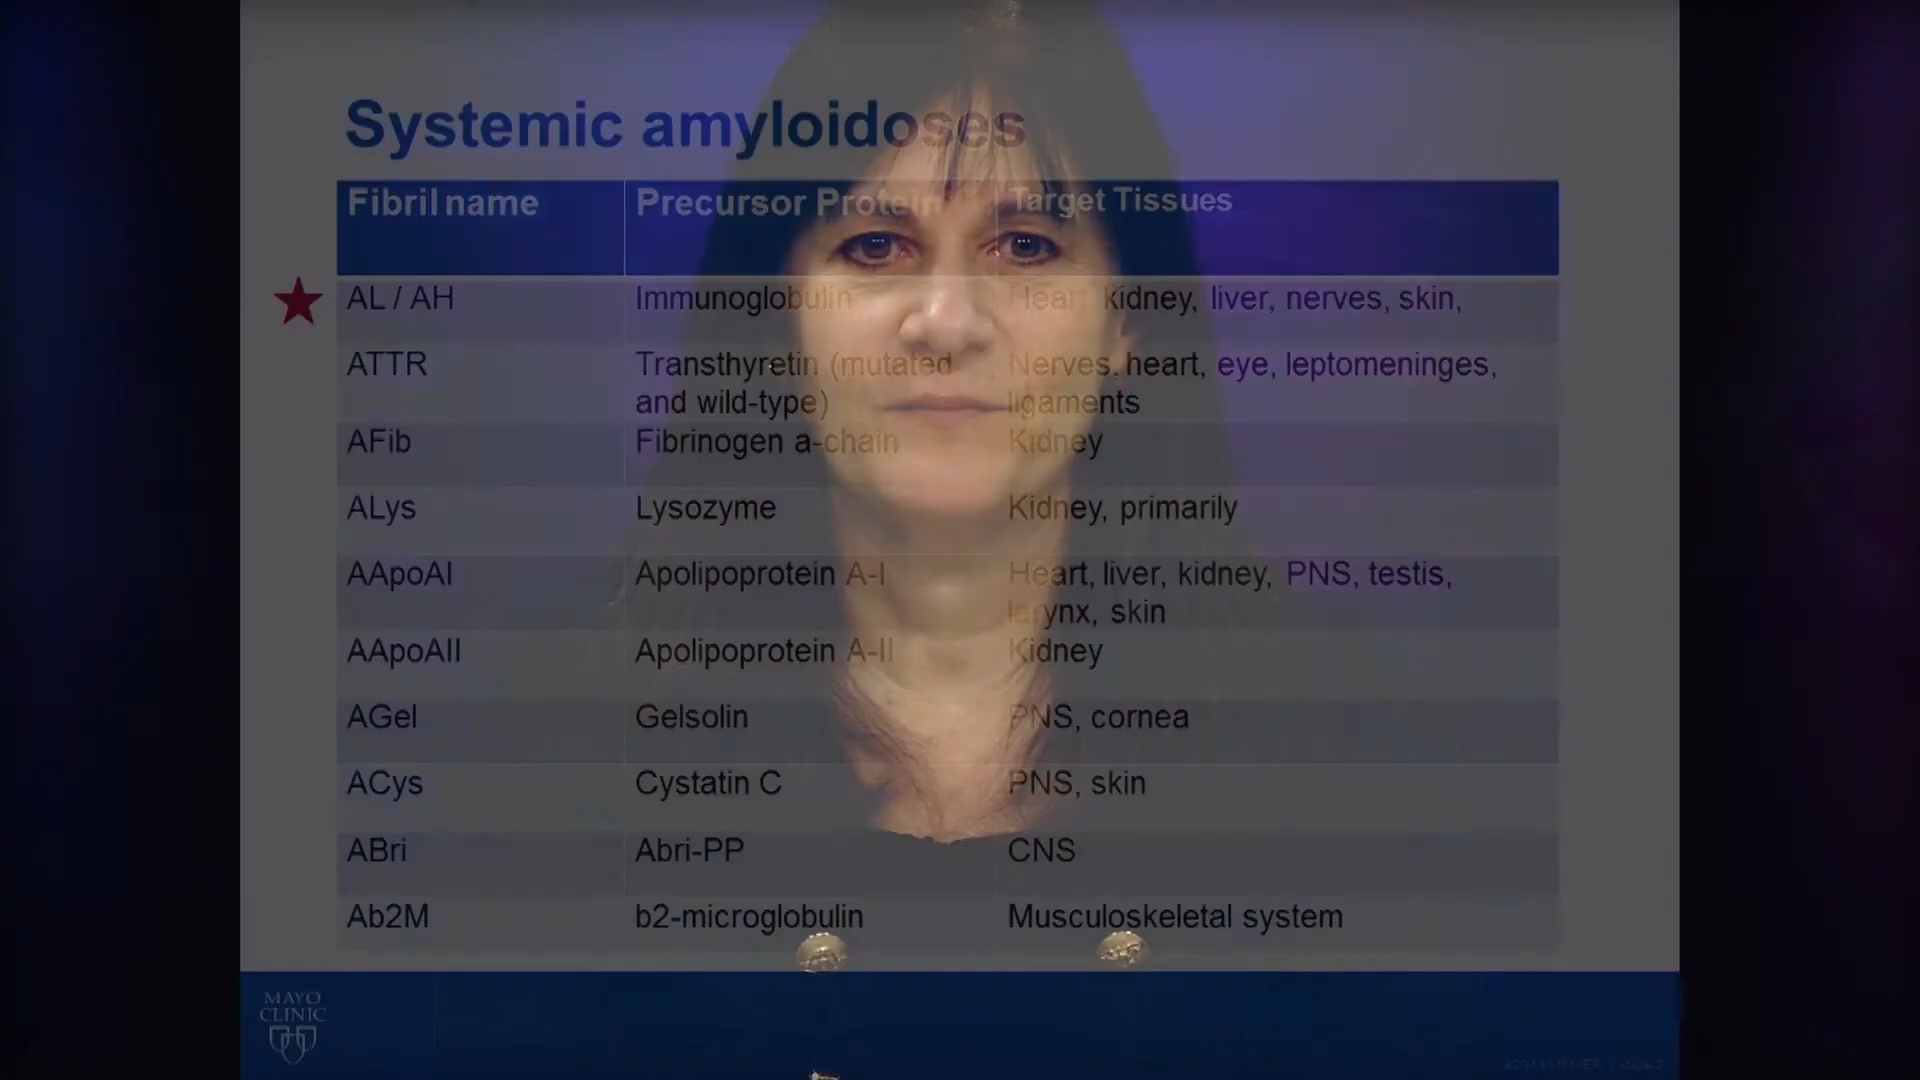 Systemic amyloidoses
Fibril name Precursor Protein Target Tissues
AL / AH Immunoglobulin Heart, kidney, liver, nerves, skin,
ATTR Transthyretin (mutated and wild-type) Nerves, heart, eye, leptomeninges, ligaments
AFib Fibrinogen a-chain Kidney
ALys Lysozyme Kidney, primarily
AApoAI Apolipoprotein A-I Heart, liver, kidney, PNS, testis, larynx, skin
AApoAII Apolipoprotein A-II Kidney
AGel Gelsolin PNS, cornea
ACys Cystatin C PNS, skin
ABri Abri-PP CNS
Ab2M b2-microglobulin Musculoskeletal system
MAYO
CLINIC